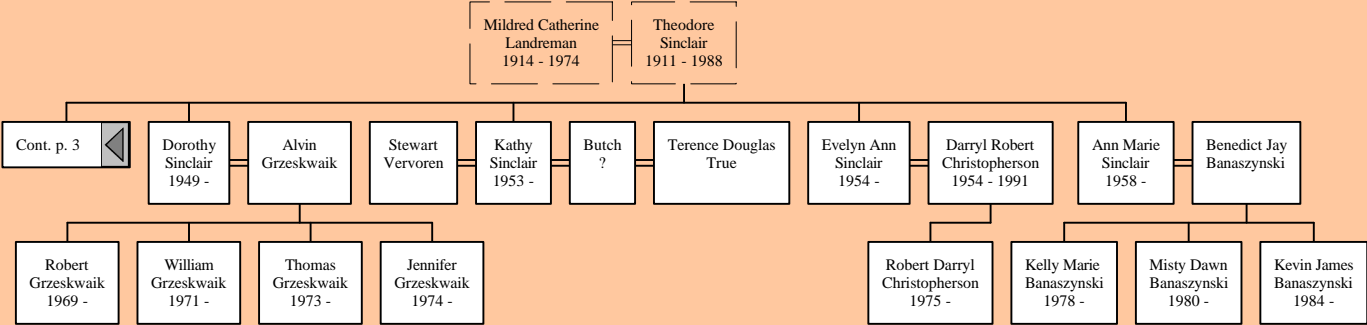 Mildred Catherine
Landreman
1914 - 1974
Theodore
Sinclair
1911 - 1988
Cont. p. 3
Dorothy
Sinclair
1949 -
Alvin
Grzeskwaik
Stewart
Vervoren
Kathy
Sinclair
1953 -
Butch
?
Terence Douglas
True
Evelyn Ann
Sinclair
1954 -
Darryl Robert
Christopherson
1954 - 1991
Ann Marie
Sinclair
1958 -
Benedict Jay
Banaszynski
Robert
Grzeskwaik
1969 -
William
Grzeskwaik
1971 -
Thomas
Grzeskwaik
1973 -
Jennifer
Grzeskwaik
1974 -
Robert Darryl
Christopherson
1975 -
Kelly Marie
Banaszynski
1978 -
Misty Dawn
Banaszynski
1980 -
Kevin James
Banaszynski
1984 -